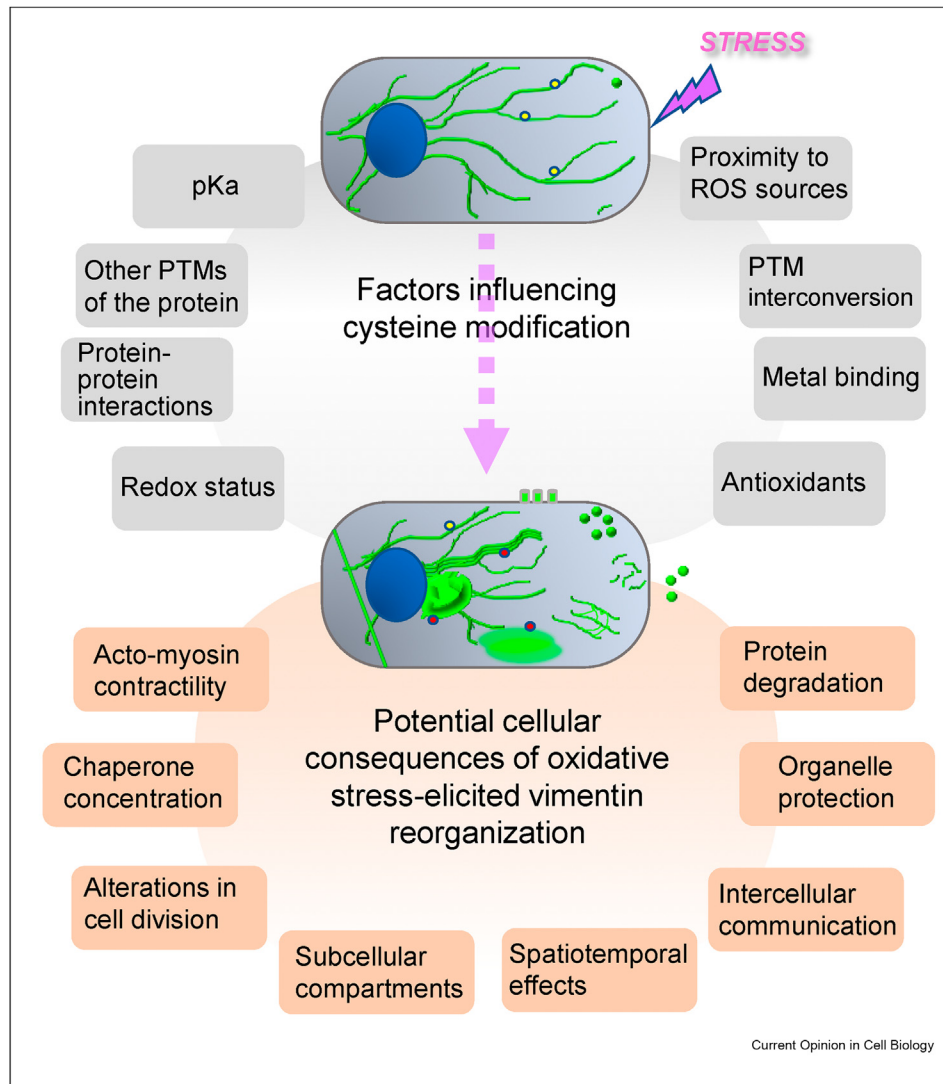 STRESS
pKa
Proximity to
ROS sources
Other PTMs
of the protein
Factors influencing
cysteine modification
PTM
interconversion
Protein-
protein
interactions
Metal binding
Redox status
Antioxidants
Acto-myosin
contractility
Protein
degradation
Potential cellular
consequences of oxidative
stress-elicited vimentin
reorganization
Chaperone
concentration
Organelle
protection
Alterations in
cell division
Intercellular
communication
Subcellular
compartments
Spatiotemporal
effects
Current Opinion in Cell Biology